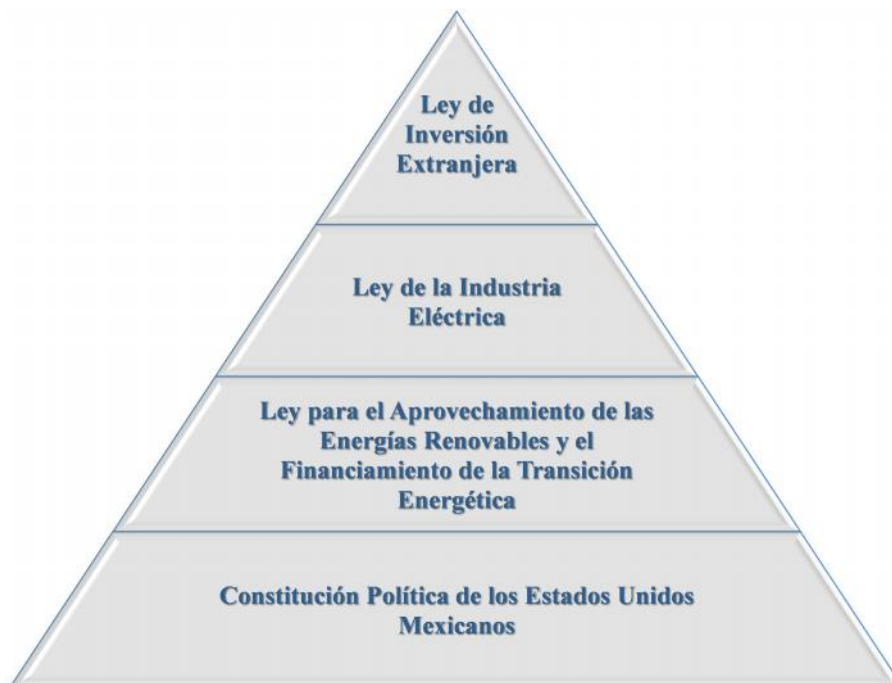 Ley de
Inversión
Extranjera
Ley de la Industria
Eléctrica
Ley para el Aprovechamiento de las
Energías Renovables y el
Financiamiento de la Transición
Energética
Constitución Política de los Estados Unidos
Mexicanos